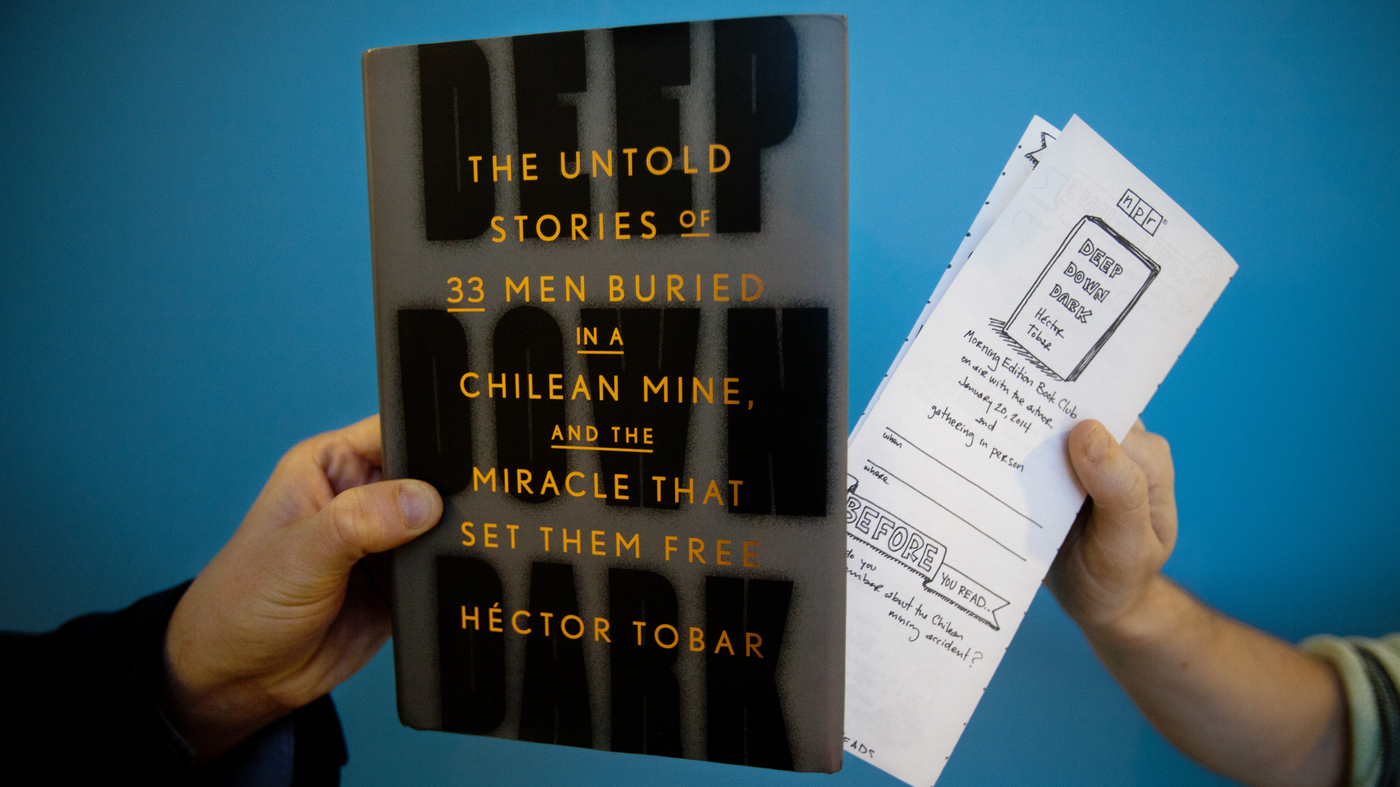 DEEP
THE UNTOLD
STORIES OF
33 MEN BURIED
DOWN
IN A
CHILEAN MINE,
AND THE
MIRACLE THAT
SET THEM FREE
DARK
HÉCTOR TOBAR
npr
DEEP
DOWN
DARK
Héctor
Tobar
Morning Edition Book Club
on air with the author
January 20, 2014
and
gathering in person
when
where
BEFORE
YOU READ...
do you
about the Chilean
mining accident?